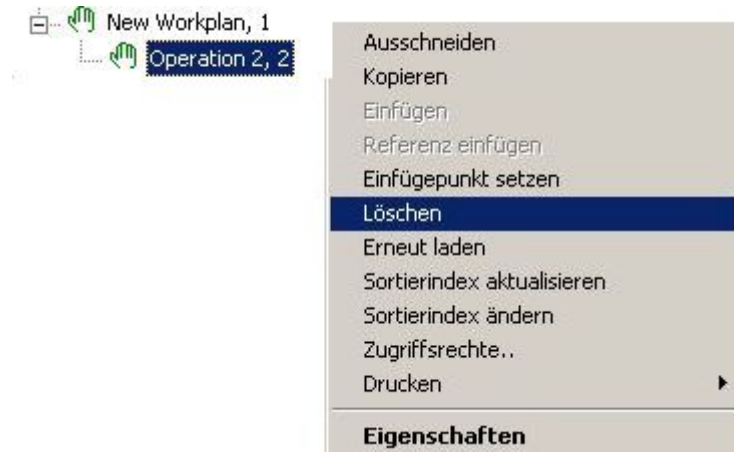 New Workplan, 1
Operation 2, 2
Ausschneiden
Kopieren
Einfügen
Referenz einfügen
Einfügepunkt setzen
Löschen
Erneut laden
Sortierindex aktualisieren
Sortierindex ändern
Zugriffsrechte..
Drucken
Eigenschaften